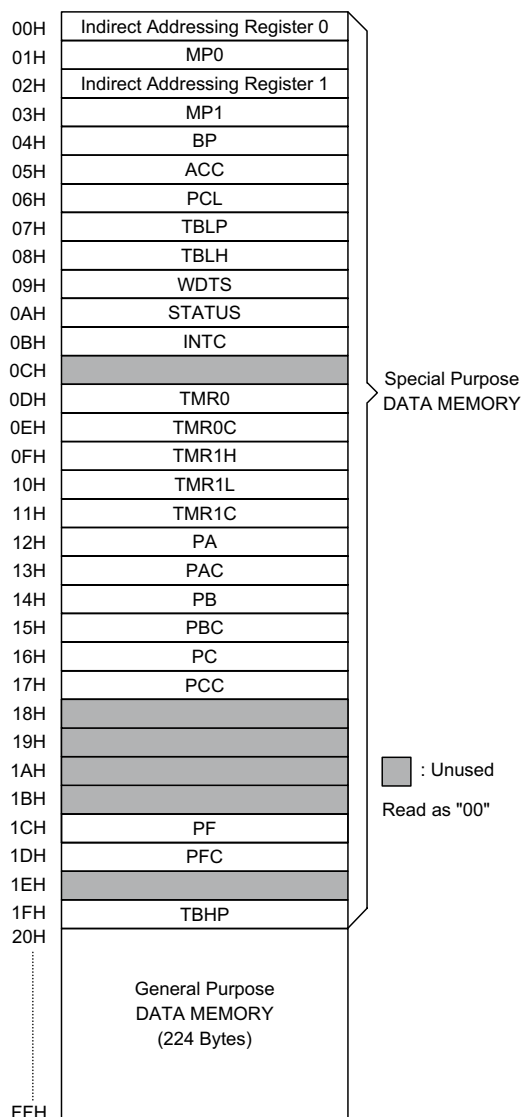 00H Indirect Addressing Register 0
01H MP0
02H Indirect Addressing Register 1
03H MP1
04H BP
05H ACC
06H PCL
07H TBLP
08H TBLH
09H WDTS
0AH STATUS
0BH INTC
0CH
0DH TMR0
0EH TMR0C
0FH TMR1H
10H TMR1L
11H TMR1C
12H PA
13H PAC
14H PB
15H PBC
16H PC
17H PCC
18H
19H
1AH
1BH
1CH PF
1DH PFC
1EH
1FH TBHP
20H
General Purpose
DATA MEMORY
(224 Bytes)
FFH
Special Purpose
DATA MEMORY
: Unused
Read as "00"